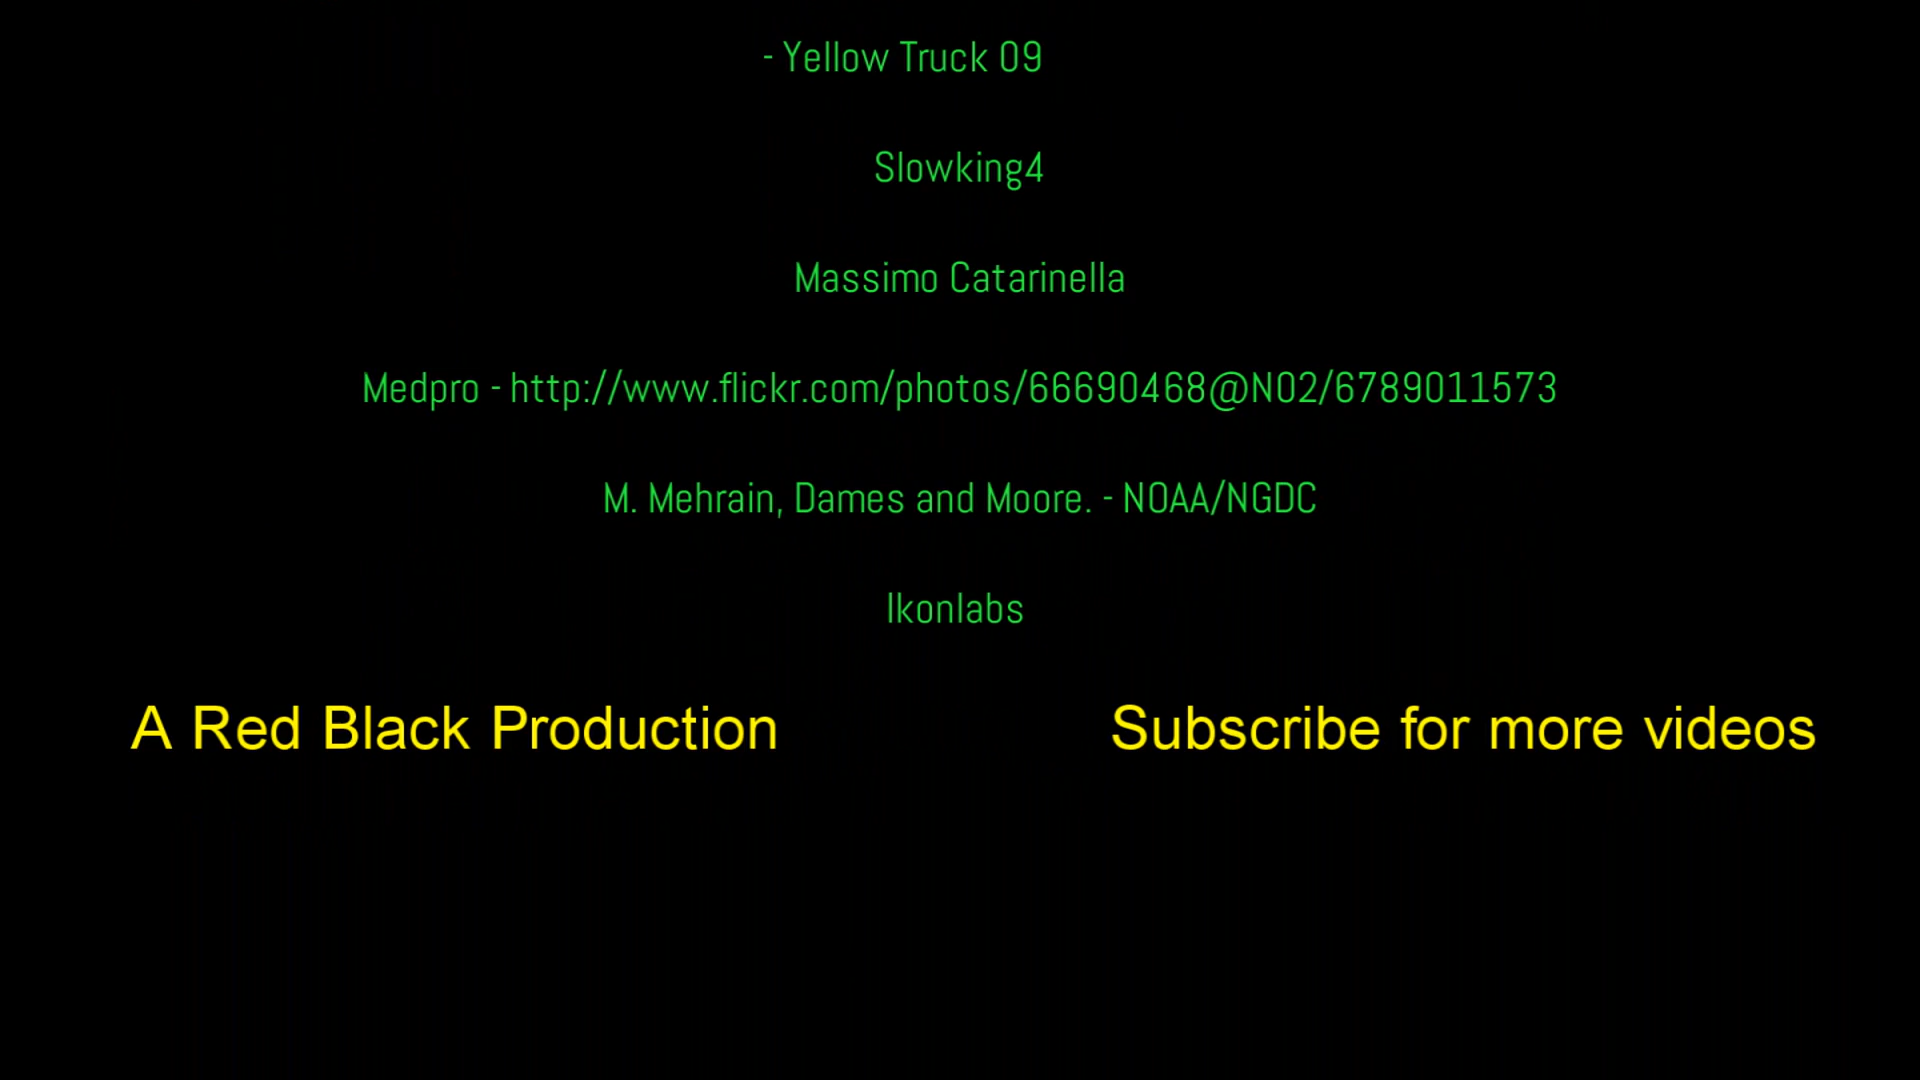 - Yellow Truck 09
Slowking4
Massimo Catarinella
Medpro - http://www.flickr.com/photos/66690468@N02/6789011573
M. Mehrain, Dames and Moore. - NOAA/NGDC
Ikonlabs
A Red Black Production
Subscribe for more videos